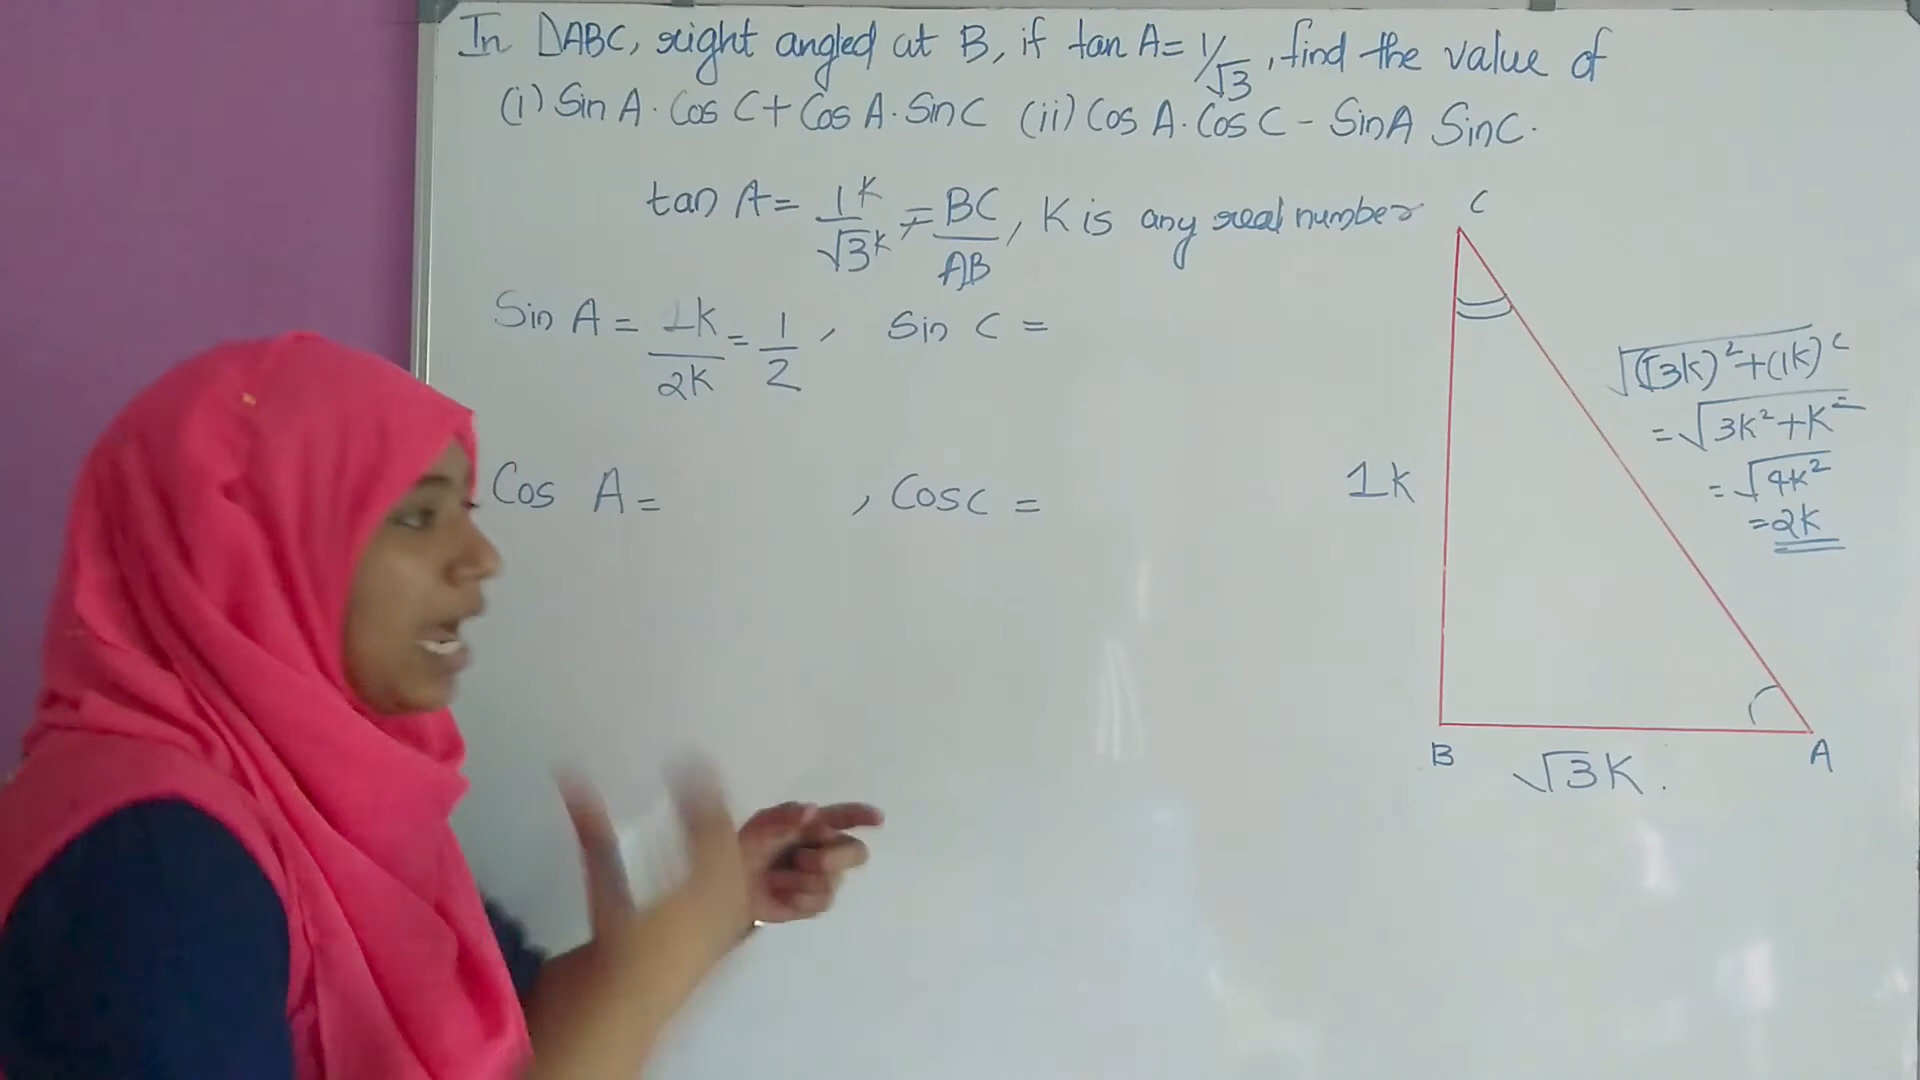 In ΔABC, right angled at B, if tan A = 1/√3, find the value of
(i) Sin A · Cos C + Cos A · Sin C (ii) Cos A · Cos C - Sin A Sin C.
tan A = 1K/√3K = BC/AB, K is any real number
Sin A = 1K/2K = 1/2, Sin C =
Cos A = , Cos C =
C
√(√3K)² + (1K)²
= √3K² + K²
= √4K²
= 2K
1K
B
√3K.
A